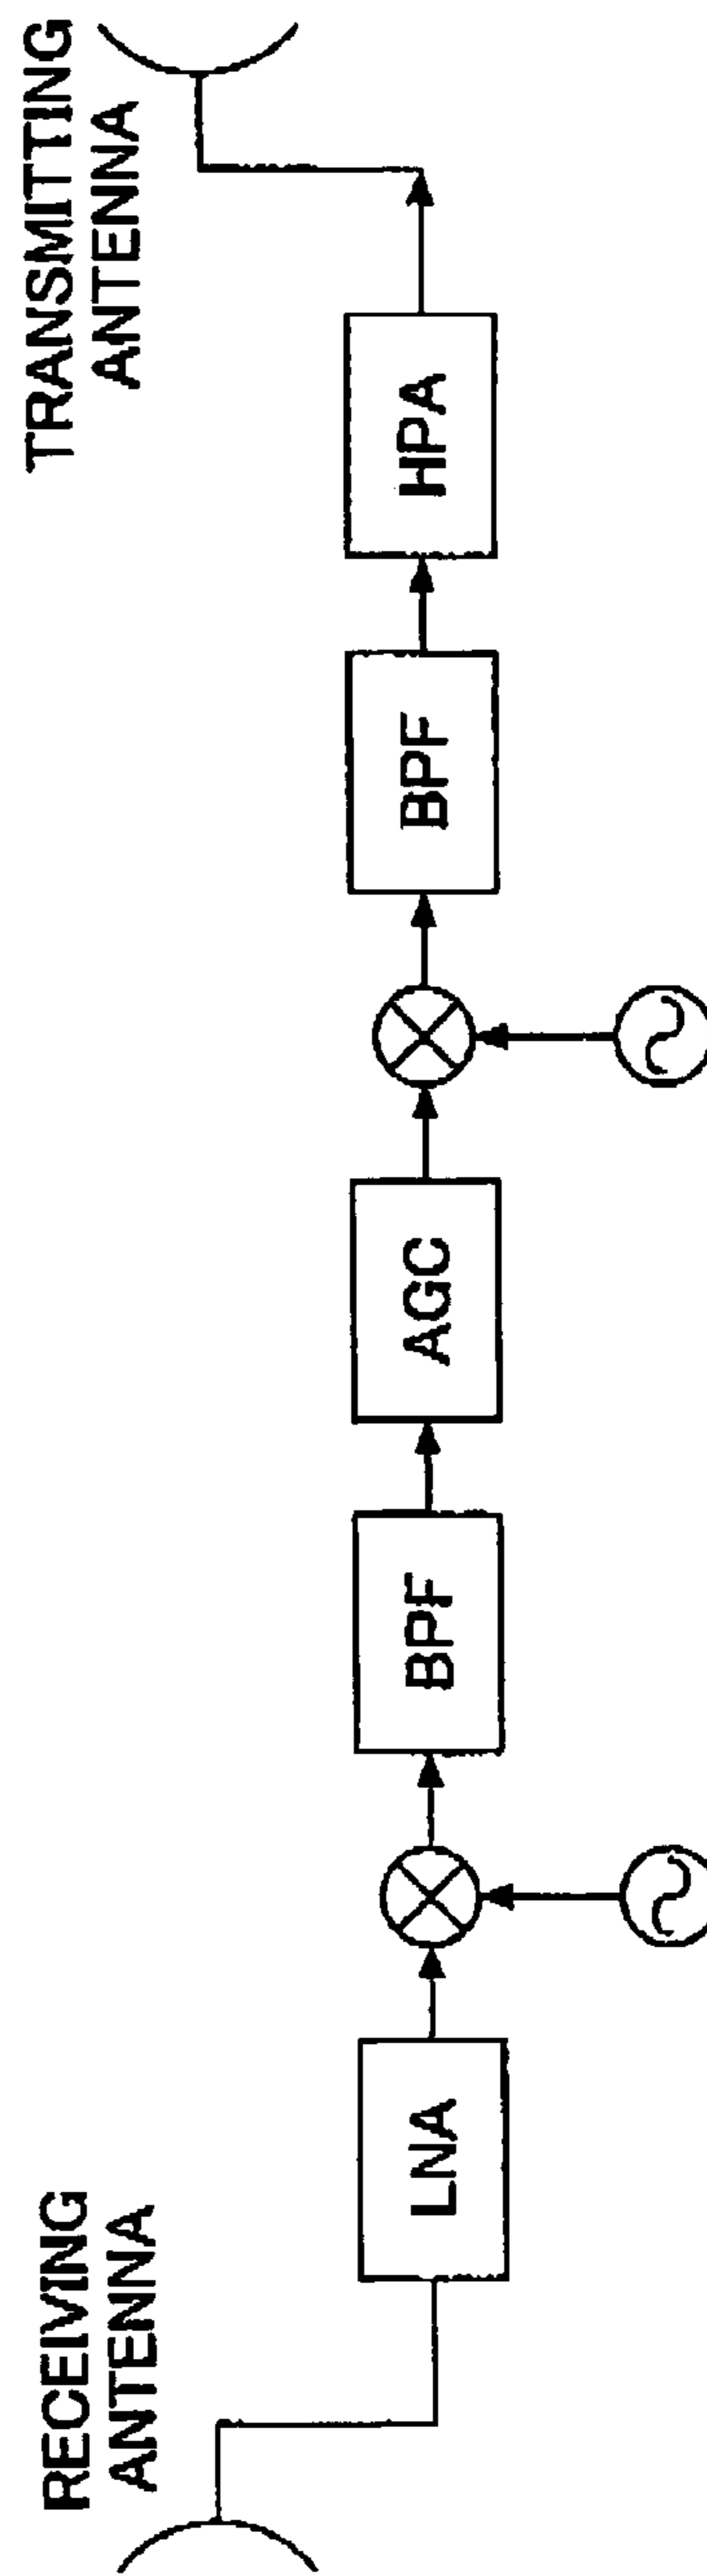 RECEIVING
ANTENNA
LNA
BPF
AGC
BPF
HPA
TRANSMITTING
ANTENNA